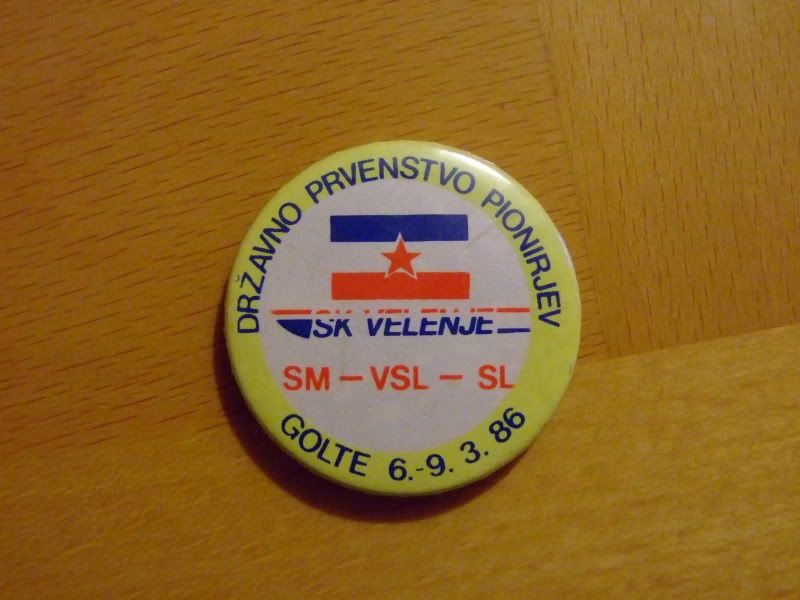 DRŽAVNO PRVENSTVO PIONIRJEV
SK VELENJE
SM – VSL – SL
GOLTE 6.-9. 3. 86